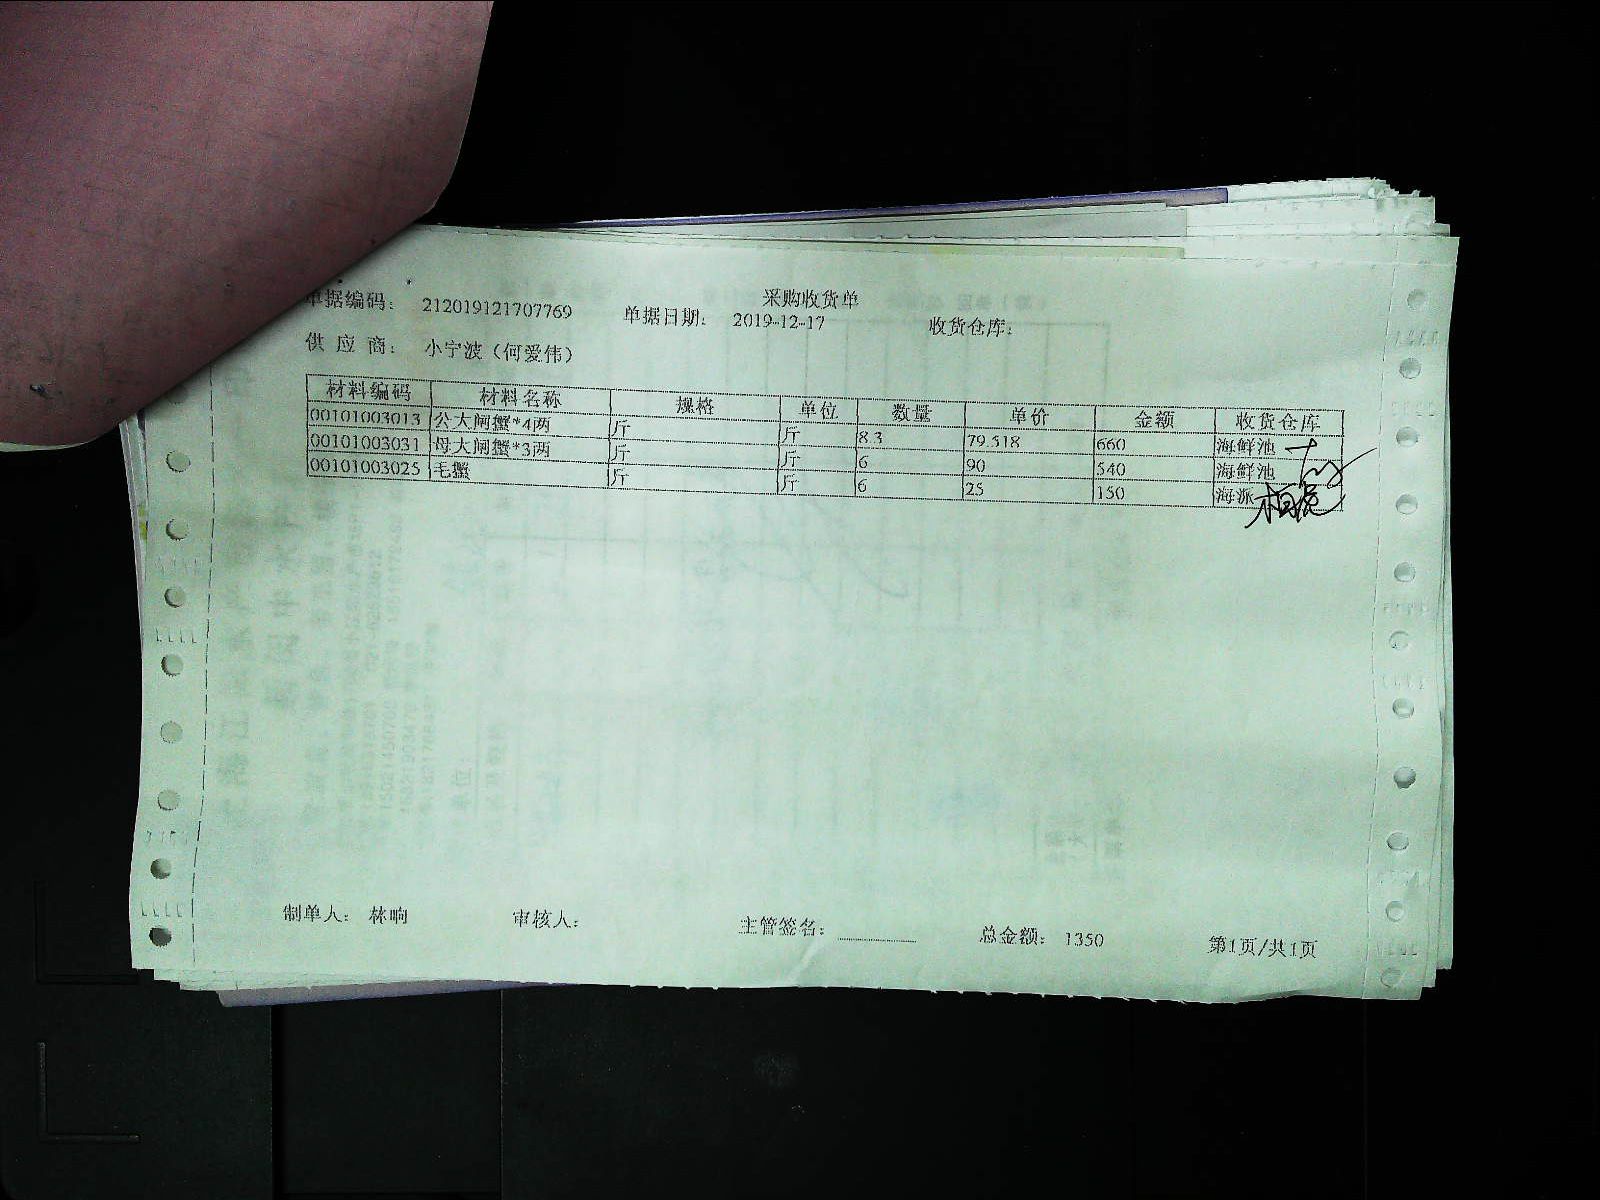 采购收货单
单据编码: 212019121707769 单据日期: 2019-12-17 收货仓库:
供应商: 小宁波（何爱伟）
材料编码 材料名称 规格 单位 数量 单价 金额 收货仓库
00101003013 公大闸蟹*4两 斤 斤 8.3 79.518 660 海鲜池
00101003031 母大闸蟹*3两 斤 斤 6 90 540 海鲜池
00101003025 毛蟹 斤 斤 6 25 150 海派
制单人: 林晌 审核人: 主管签名: 总金额: 1350 第1页/共1页